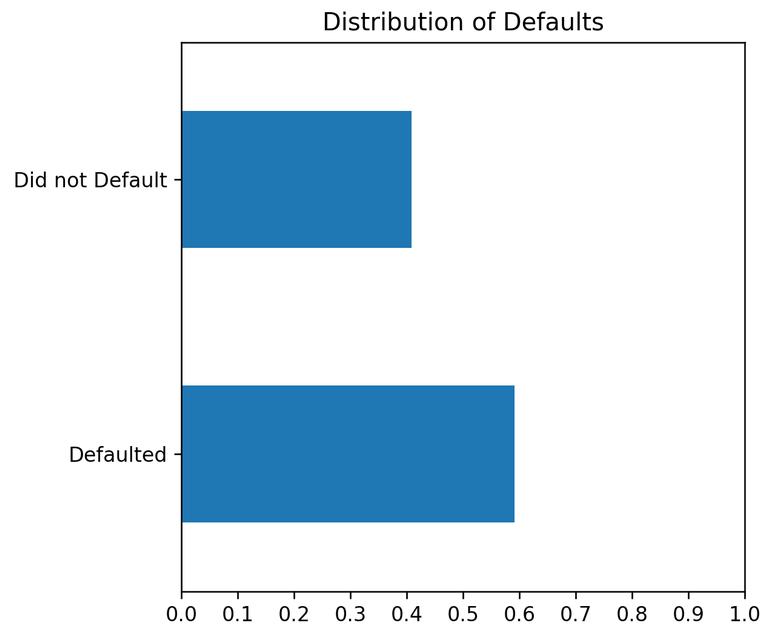 Distribution of Defaults
Did not Default
Defaulted
0.0 0.1 0.2 0.3 0.4 0.5 0.6 0.7 0.8 0.9 1.0